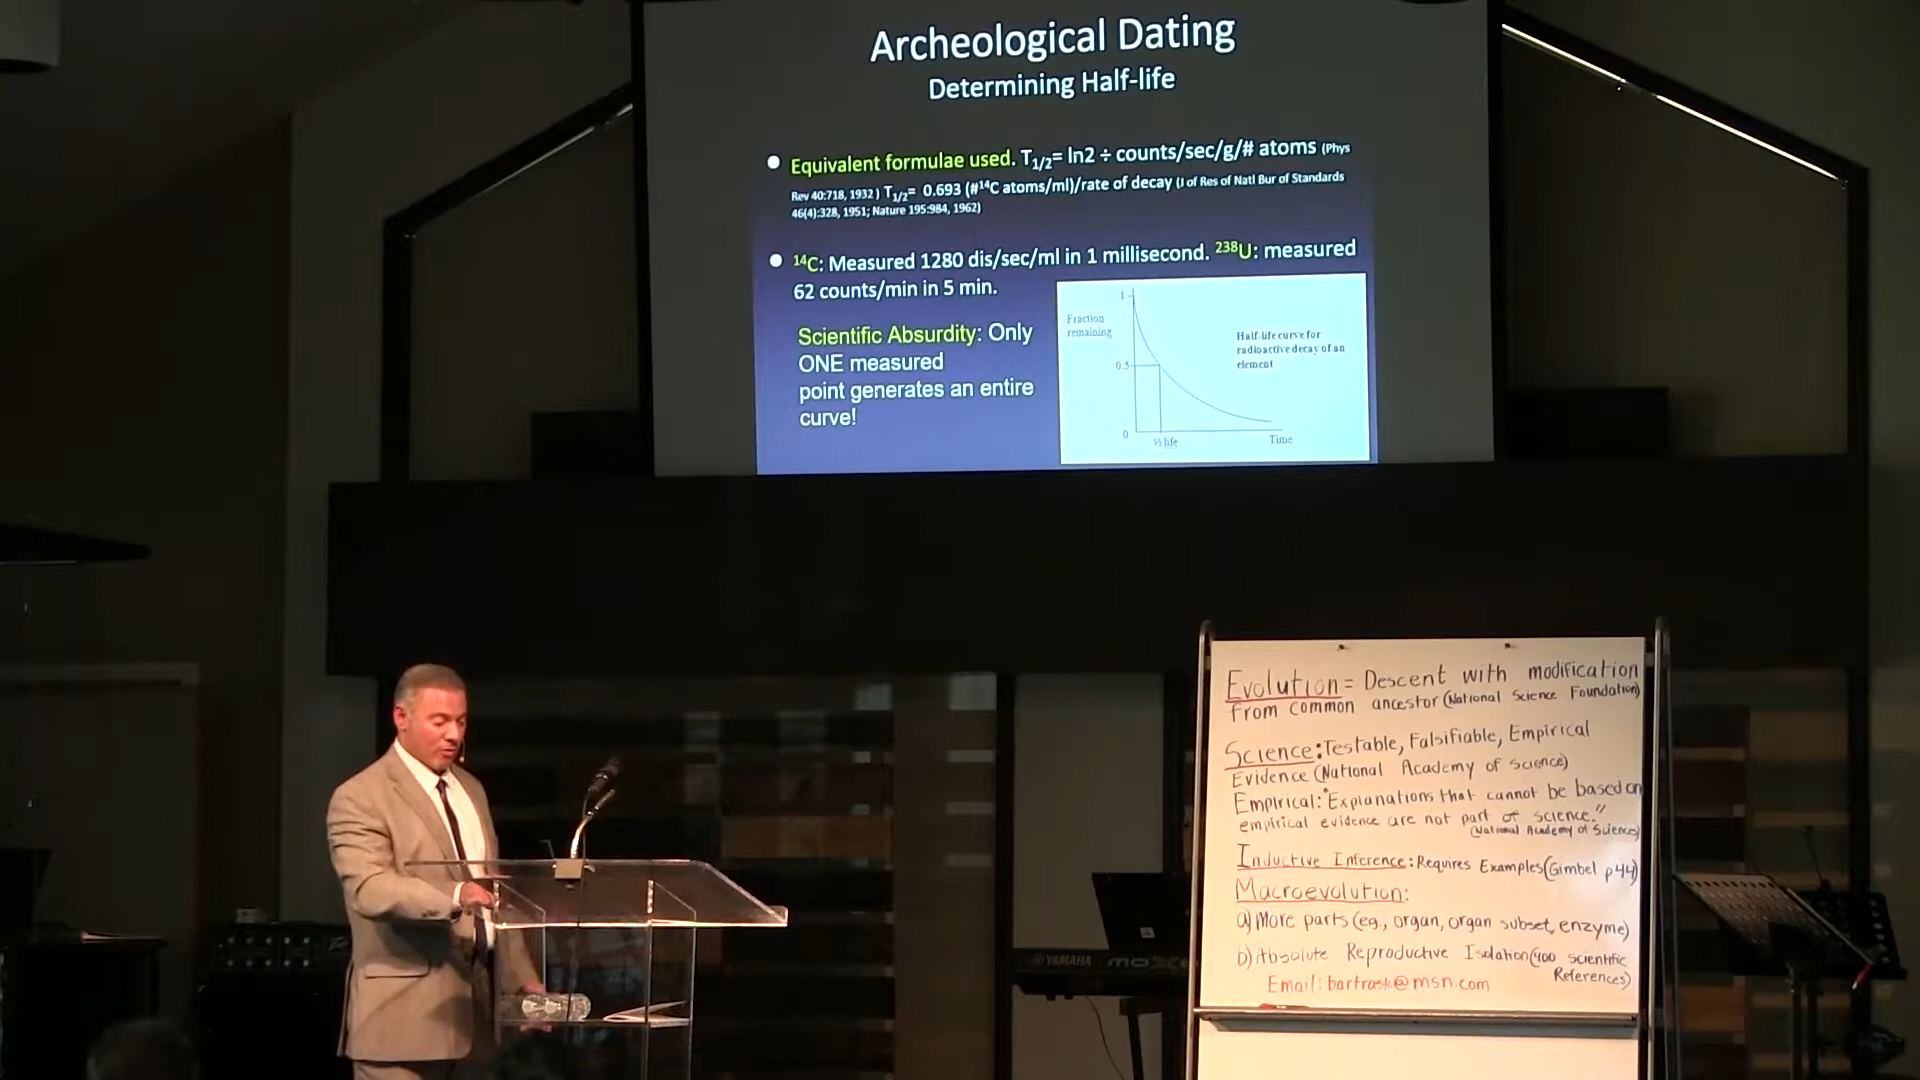 Archeological Dating
Determining Half-life
Equivalent formulae used. T1/2= ln2 ÷ counts/sec/g/# atoms (Phys
Rev 40:718, 1932 ) T1/2= 0.693 (#14C atoms/ml)/rate of decay (J of Res of Natl Bur of Standards
46(4):328, 1951; Nature 195:984, 1962)
14C: Measured 1280 dis/sec/ml in 1 millisecond. 238U: measured
62 counts/min in 5 min.
Scientific Absurdity: Only
ONE measured
point generates an entire
curve!
1
Fraction
remaining
0.5
0
½ life
Time
Half-life curve for
radioactive decay of an
element
Evolution = Descent with modification
from common ancestor (National Science Foundation)
Science: Testable, Falsifiable, Empirical
Evidence (National Academy of Science)
Empirical: "Explanations that cannot be based on
empirical evidence are not part of science."
(National Academy of Sciences)
Inductive Inference: Requires Examples (Gimbel p44)
Macroevolution:
a) More parts (eg., organ, organ subset, enzyme)
b) Absolute Reproductive Isolation (400 scientific
References)
Email: bartrask@msn.com
YAMAHA